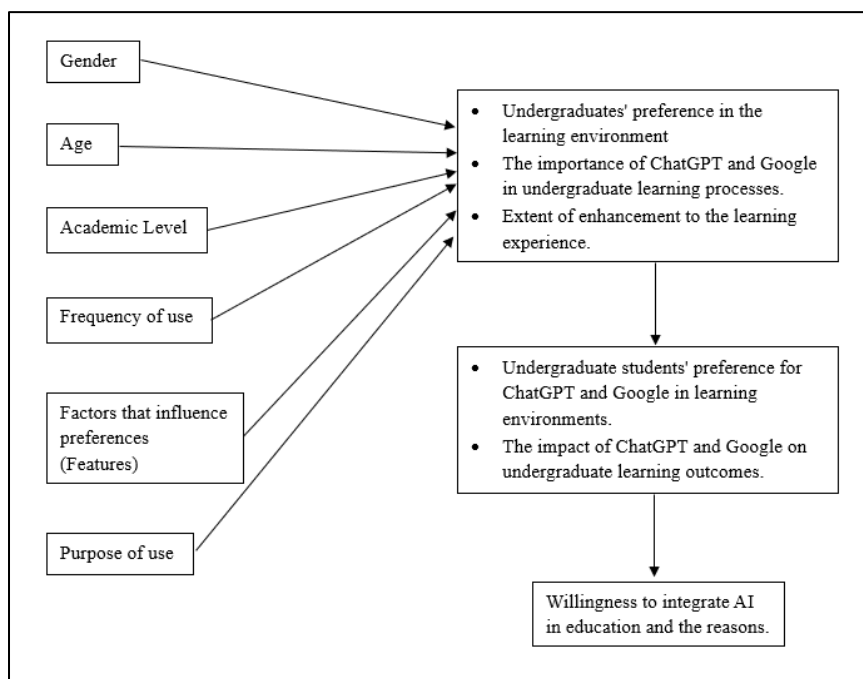 Gender
Age
Academic Level
Frequency of use
Factors that influence
preferences
(Features)
Purpose of use
• Undergraduates' preference in the
learning environment
• The importance of ChatGPT and Google
in undergraduate learning processes.
• Extent of enhancement to the learning
experience.
• Undergraduate students' preference for
ChatGPT and Google in learning
environments.
• The impact of ChatGPT and Google on
undergraduate learning outcomes.
Willingness to integrate AI
in education and the reasons.